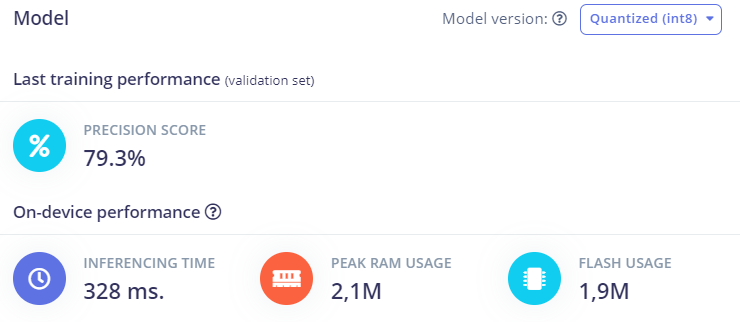 Model
Model version: ?
Quantized (int8)
Last training performance (validation set)
%
PRECISION SCORE
79.3%
On-device performance ?
INFERENCING TIME
328 ms.
PEAK RAM USAGE
2,1M
FLASH USAGE
1,9M